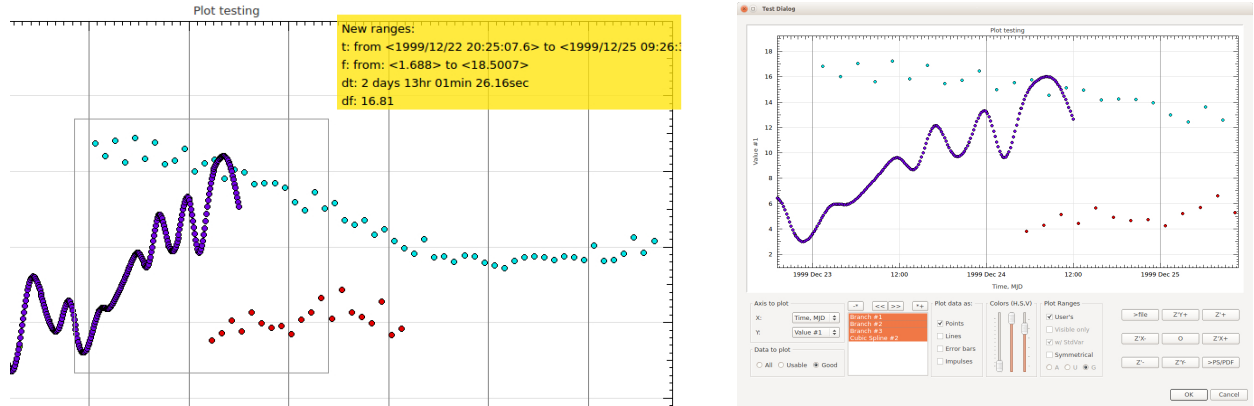 Plot testing
New ranges:
t: from <1999/12/22 20:25:07.6> to <1999/12/25 09:26:3
f: from: <1.688> to <18.5007>
dt: 2 days 13hr 01min 26.16sec
df: 16.81
Test Dialog
Plot testing
18
16
14
12
10
8
6
4
2
Value #1
1999 Dec 23
12:00
1999 Dec 24
12:00
1999 Dec 25
Time, MJD
Axis to plot
X:
Time, MJD
Y:
Value #1
Data to plot
All
Usable
Good
-*
<< >>
*+
Branch #1
Branch #2
Branch #3
Cubic Spline #2
Plot data as:
Points
Lines
Error bars
Impulses
Colors (H,S,V)
Plot Ranges
User's
Visible only
w/ StdVar
Symmetrical
A
U
G
>file
Z'Y+
Z'+
Z'X-
O
Z'X+
Z'-
Z'Y-
>PS/PDF
OK
Cancel